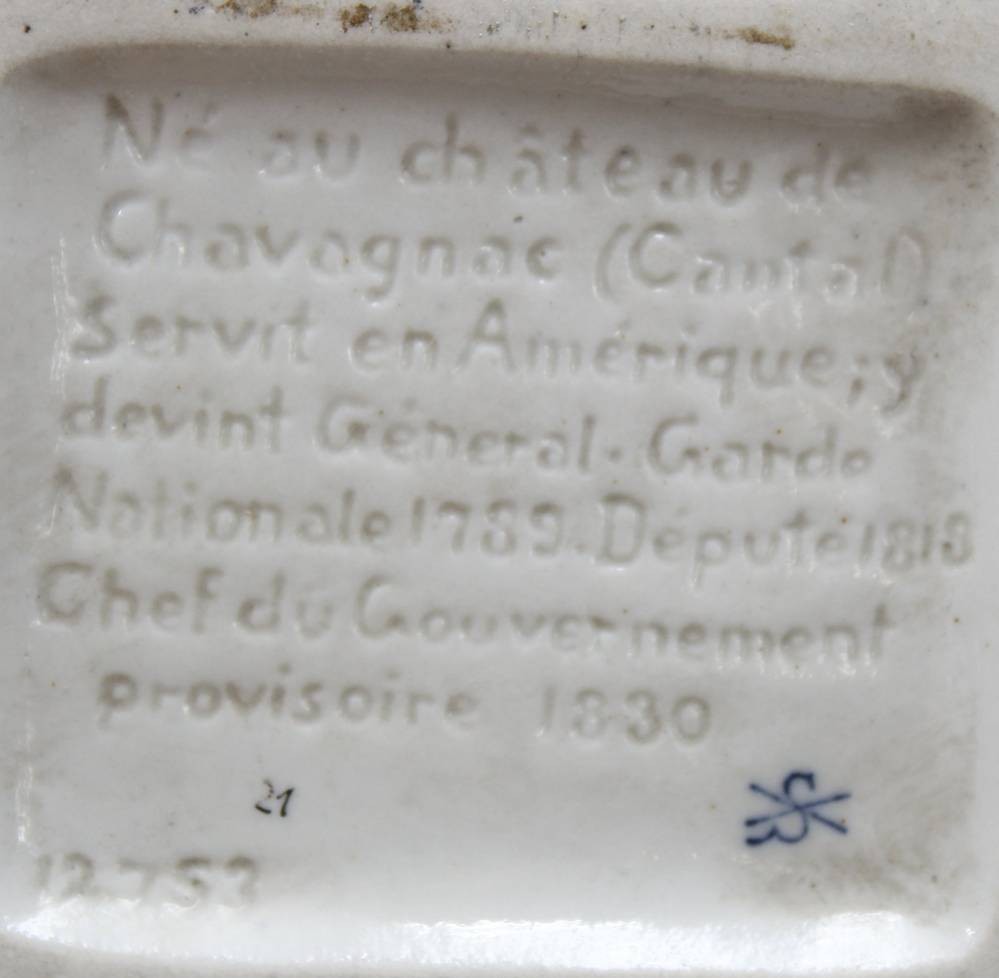 Né au château de
Chavagnac (Cantal)
Servit en Amérique; y
devint Géneral. Garde
Nationale 1789. Député 1818
Chef du Gouvernement
provisoire 1830
21
12753